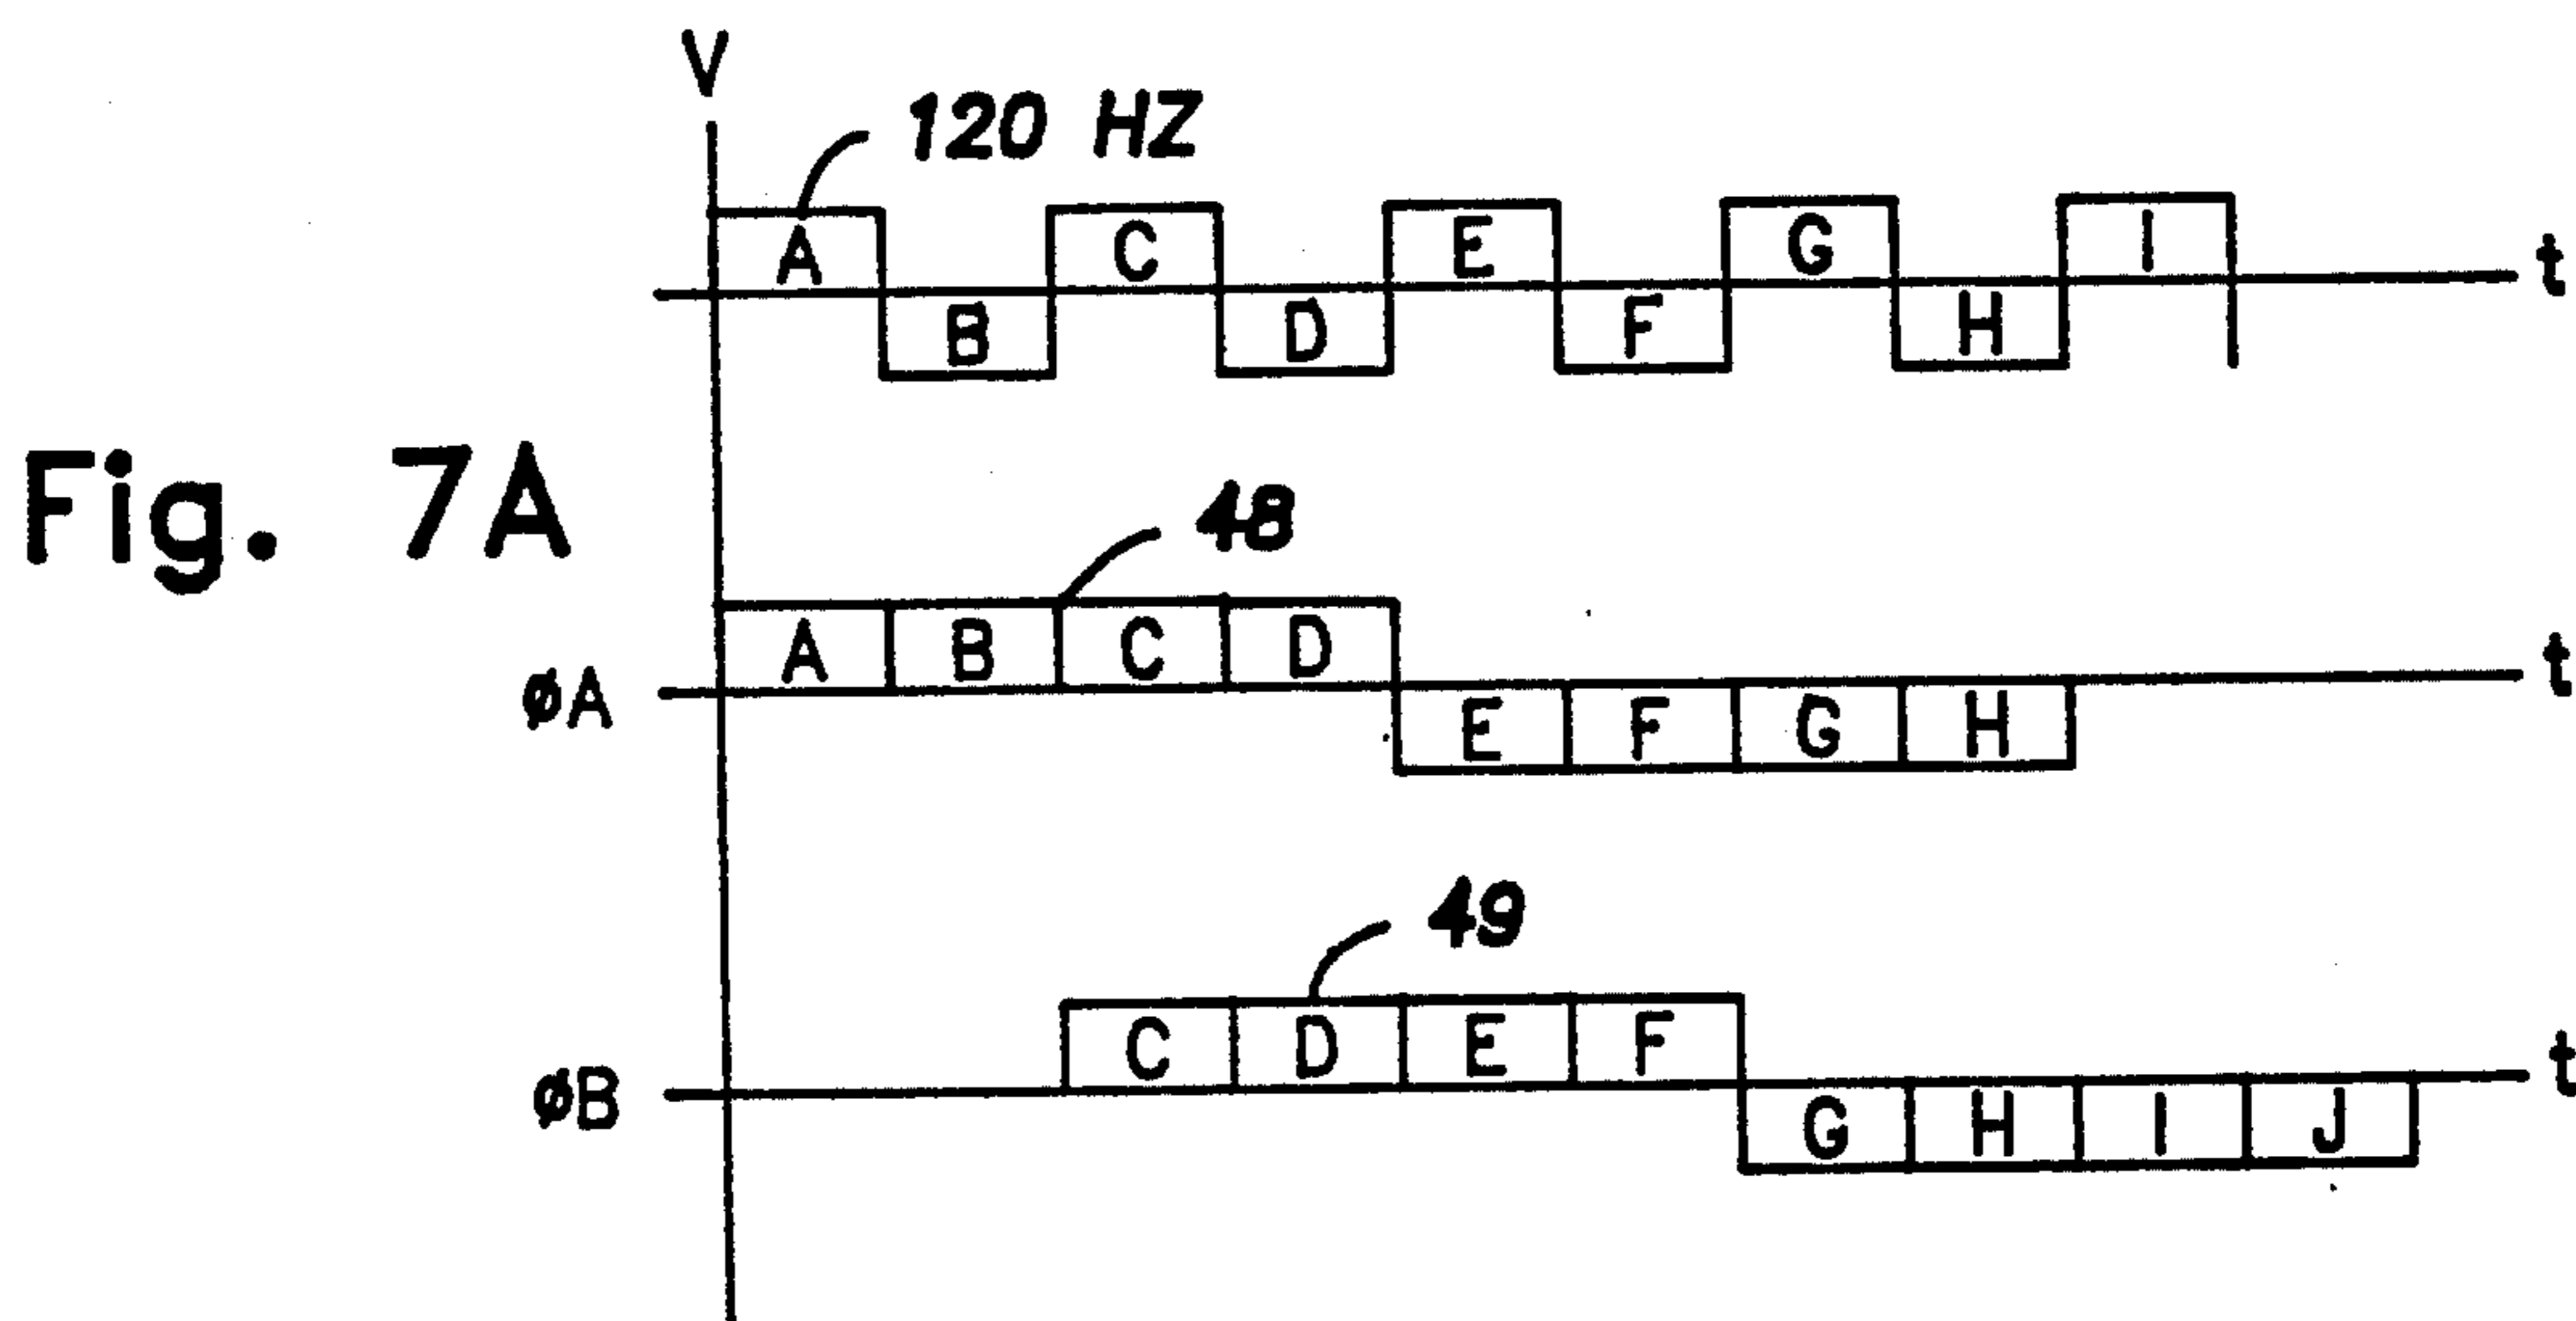 V
120 HZ
A C E G I
t
B D F H
Fig. 7A
48
A B C D
t
øA
E F G H
49
C D E F
t
øB
G H I J